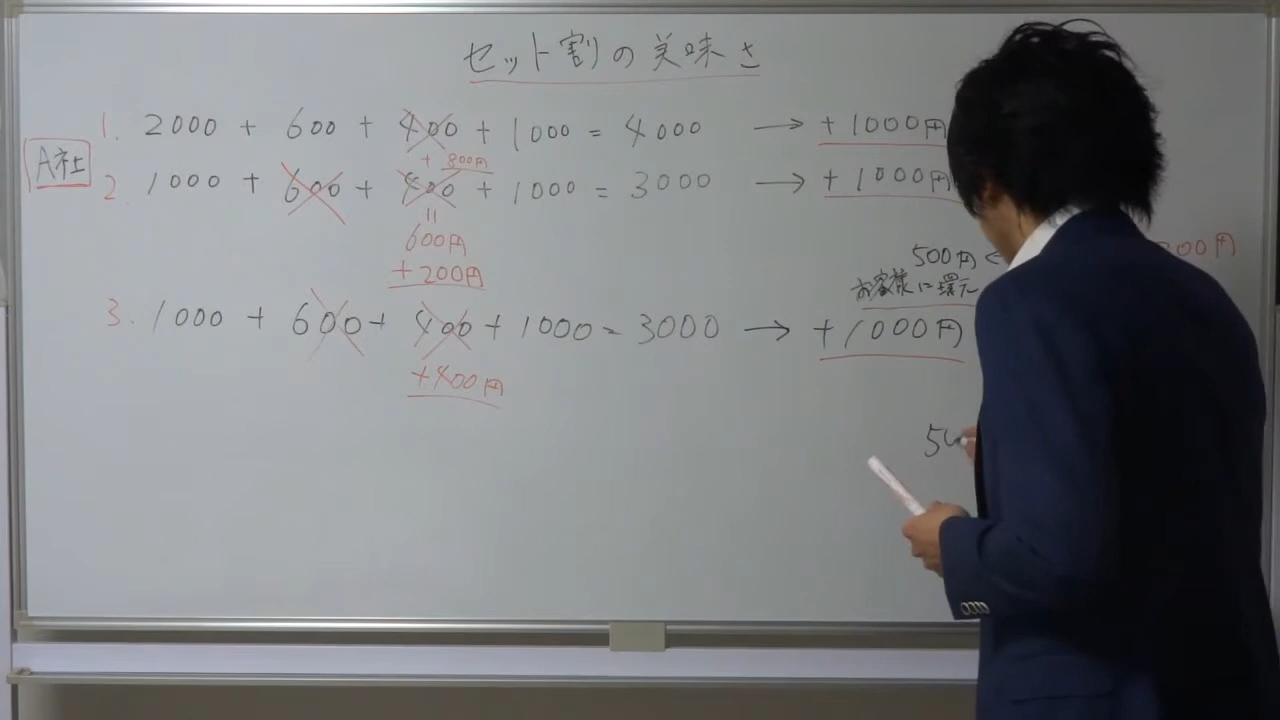 セット割の美味さ
1. 2000 + 600 + 400 + 1000 = 4000 → +1000円
A社
+ 800円
2. 1000 + 600 + 400 + 1000 = 3000 → +1000円
=
600円
+200円
500円 ←
お客様に還元
3. 1000 + 600 + 400 + 1000 = 3000 → +1000円
+400円